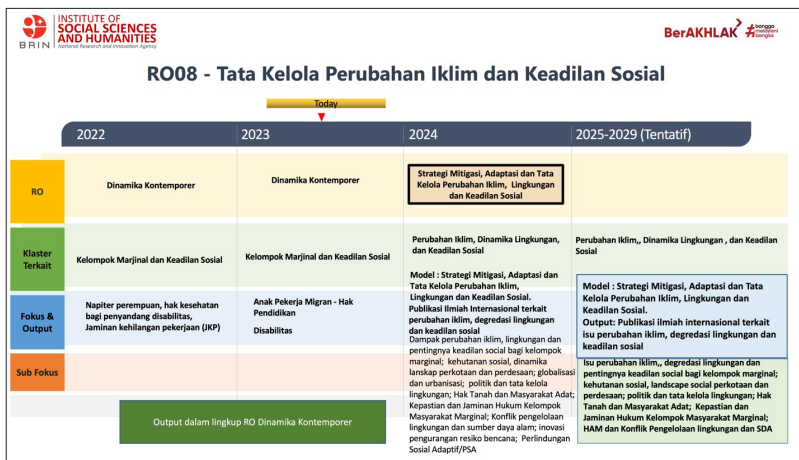 BRIN
INSTITUTE OF
SOCIAL SCIENCES
AND HUMANITIES
National Research and Innovation Agency
BerAKHLAK
#bangga
melayani
bangsa
RO08 - Tata Kelola Perubahan Iklim dan Keadilan Sosial
Today
2022
2023
2024
2025-2029 (Tentatif)
RO
Dinamika Kontemporer
Dinamika Kontemporer
Strategi Mitigasi, Adaptasi dan Tata
Kelola Perubahan Iklim, Lingkungan
dan Keadilan Sosial
Klaster
Terkait
Kelompok Marjinal dan Keadilan Sosial
Kelompok Marjinal dan Keadilan Sosial
Perubahan Iklim, Dinamika Lingkungan,
dan Keadilan Sosial
Perubahan Iklim,, Dinamika Lingkungan , dan Keadilan
Sosial
Fokus &
Output
Napiter perempuan, hak kesehatan
bagi penyandang disabilitas,
Jaminan kehilangan pekerjaan (JKP)
Anak Pekerja Migran - Hak
Pendidikan
Disabilitas
Model : Strategi Mitigasi, Adaptasi dan
Tata Kelola Perubahan Iklim,
Lingkungan dan Keadilan Sosial.
Publikasi Ilmiah Internasional terkait
perubahan iklim, degredasi lingkungan
dan keadilan sosial
Model : Strategi Mitigasi, Adaptasi dan Tata
Kelola Perubahan Iklim, Lingkungan dan
Keadilan Sosial.
Output: Publikasi ilmiah internasional terkait
isu perubahan iklim, degredasi lingkungan dan
keadilan sosial
Sub Fokus
Dampak perubahan iklim, lingkungan dan
pentingnya keadilan social bagi kelompok
marginal; kehutanan sosial, dinamika
lanskap perkotaan dan perdesaan; globalisasi
dan urbanisasi; politik dan tata kelola
lingkungan; Hak Tanah dan Masyarakat Adat;
Kepastian dan Jaminan Hukum Kelompok
Masyarakat Marginal; Konflik pengelolaan
lingkungan dan sumber daya alam; inovasi
pengurangan resiko bencana; Perlindungan
Sosial Adaptif/PSA
Isu perubahan iklim,, degredasi lingkungan dan
pentingnya keadilan social bagi kelompok marginal;
kehutanan sosial, landscape social perkotaan dan
perdesaan; politik dan tata kelola lingkungan; Hak
Tanah dan Masyarakat Adat; Kepastian dan
Jaminan Hukum Kelompok Masyarakat Marginal;
HAM dan Konflik Pengelolaan lingkungan dan SDA
Output dalam lingkup RO Dinamika Kontemporer